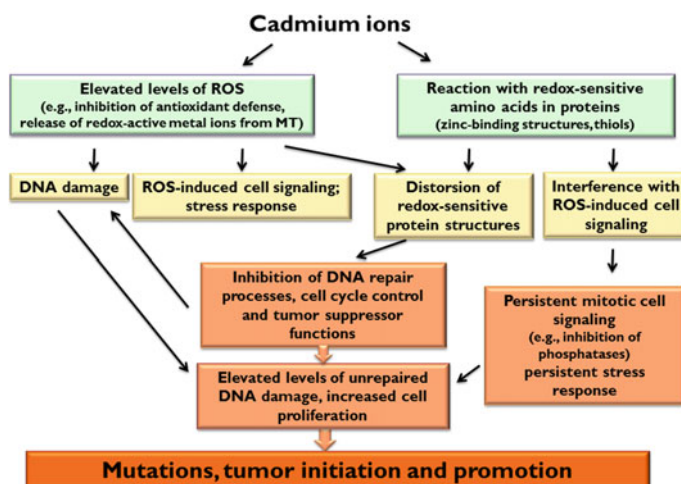 Cadmium ions
Elevated levels of ROS
(e.g., inhibition of antioxidant defense,
release of redox-active metal ions from MT)
Reaction with redox-sensitive
amino acids in proteins
(zinc-binding structures, thiols)
DNA damage
ROS-induced cell signaling;
stress response
Distorsion of
redox-sensitive
protein structures
Interference with
ROS-induced cell
signaling
Inhibition of DNA repair
processes, cell cycle control
and tumor suppressor
functions
Persistent mitotic cell
signaling
(e.g., inhibition of
phosphatases)
persistent stress
response
Elevated levels of unrepaired
DNA damage, increased cell
proliferation
Mutations, tumor initiation and promotion